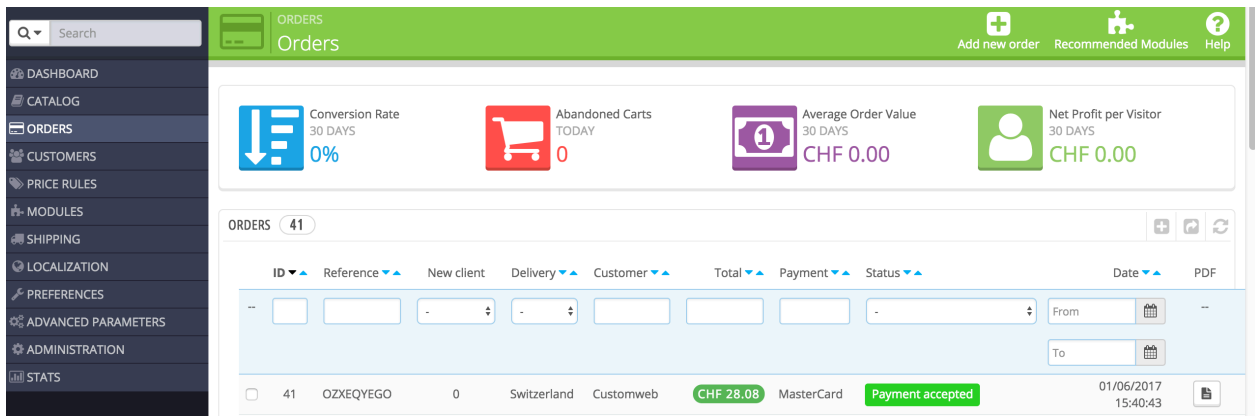 Search
ORDERS
Orders
Add new order
Recommended Modules
Help
DASHBOARD
CATALOG
ORDERS
CUSTOMERS
PRICE RULES
MODULES
SHIPPING
LOCALIZATION
PREFERENCES
ADVANCED PARAMETERS
ADMINISTRATION
STATS
Conversion Rate
30 DAYS
0%
Abandoned Carts
TODAY
0
Average Order Value
30 DAYS
CHF 0.00
Net Profit per Visitor
30 DAYS
CHF 0.00
ORDERS 41
ID Reference New client Delivery Customer Total Payment Status Date PDF
-- - - - From --
To
41 OZXEQYEGO 0 Switzerland Customweb CHF 28.08 MasterCard Payment accepted 01/06/2017
15:40:43